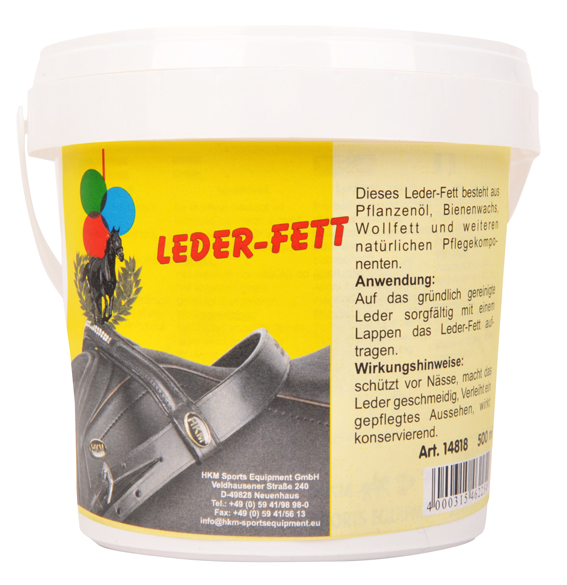 LEDER-FETT
Dieses Leder-Fett besteht aus
Pflanzenöl, Bienenwachs,
Wollfett und weiteren
natürlichen Pflegekompo-
nenten.
Anwendung:
Auf das gründlich gereinigte
Leder sorgfältig mit einem
Lappen das Leder-Fett auf-
tragen.
Wirkungshinweise:
schützt vor Nässe, macht das
Leder geschmeidig, Verleiht ein
gepflegtes Aussehen, wirkt
konservierend.
Art. 14818 500
HKM
HKM
HKM Sports Equipment GmbH
Veldhausener Straße 240
D-49828 Neuenhaus
Tel.: +49 (0) 59 41/98 98-0
Fax: +49 (0) 59 41/56 13
info@hkm-sportsequipment.eu